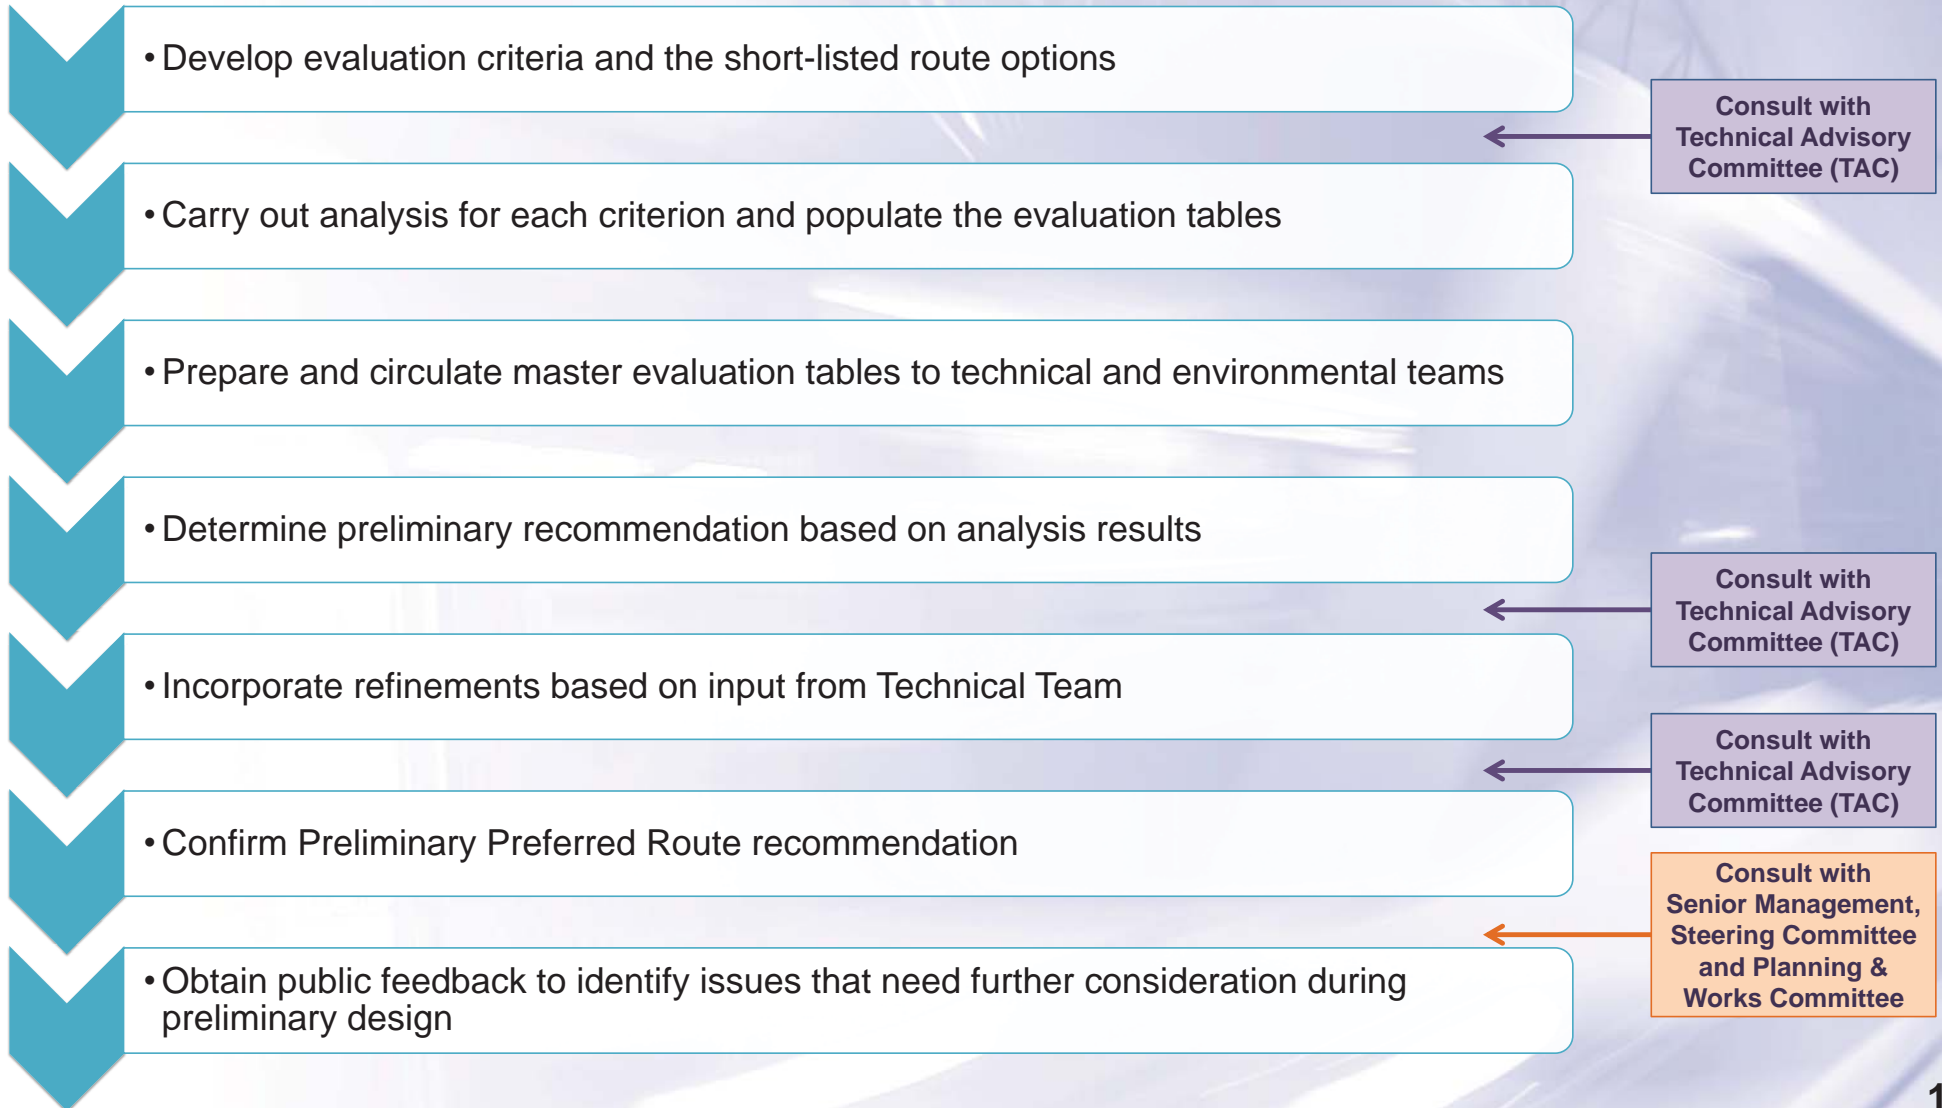 • Develop evaluation criteria and the short-listed route options
Consult with
Technical Advisory
Committee (TAC)
• Carry out analysis for each criterion and populate the evaluation tables
• Prepare and circulate master evaluation tables to technical and environmental teams
• Determine preliminary recommendation based on analysis results
Consult with
Technical Advisory
Committee (TAC)
• Incorporate refinements based on input from Technical Team
Consult with
Technical Advisory
Committee (TAC)
• Confirm Preliminary Preferred Route recommendation
Consult with
Senior Management,
Steering Committee
and Planning &
Works Committee
• Obtain public feedback to identify issues that need further consideration during
preliminary design